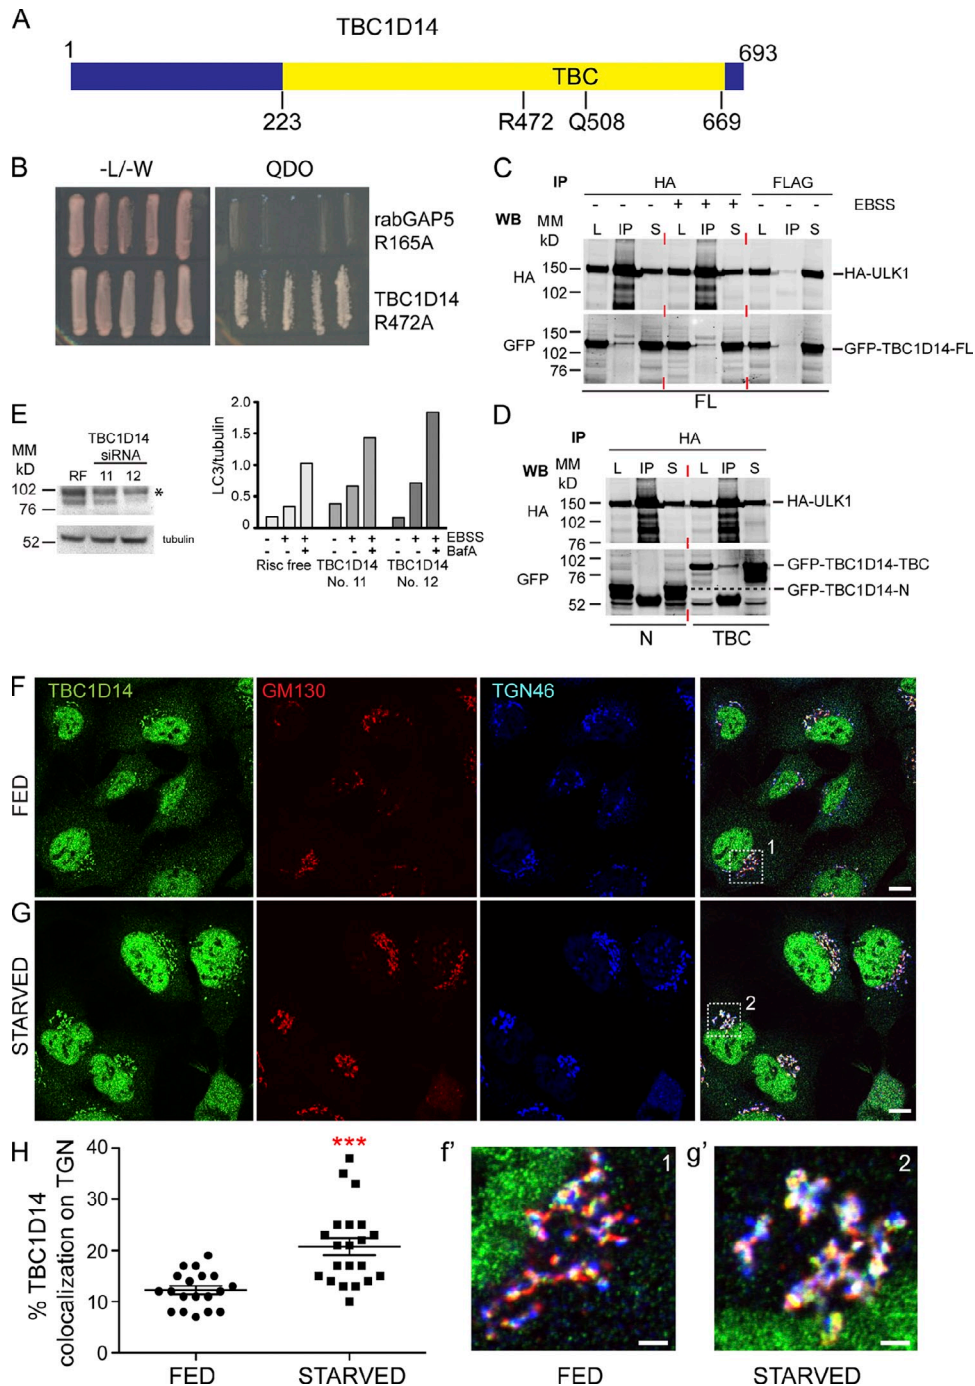 A
TBC1D14
1
693
TBC
223
R472
Q508
669
B
-L/-W
QDO
rabGAP5
R165A
TBC1D14
R472A
C
IP
HA
FLAG
- - - + + + - - - EBSS
WB
MM
kD
L IP S L IP S L IP S
HA
150
102
HA-ULK1
GFP
150
102
76
GFP-TBC1D14-FL
FL
D
IP
HA
WB
MM
kD
L IP S L IP S
HA
150
102
76
HA-ULK1
GFP
102
76
52
GFP-TBC1D14-TBC
GFP-TBC1D14-N
N
TBC
E
TBC1D14
siRNA
MM
kD
RF 11 12
102
76
*
52
tubulin
LC3/tubulin
2.0
1.5
1.0
0.5
0
- + + - + + - + + EBSS
+ + + BafA
Risc free
TBC1D14
No. 11
TBC1D14
No. 12
F
TBC1D14
GM130
TGN46
FED
1
G
STARVED
2
H
% TBC1D14
colocalization on TGN
40
30
20
10
0
***
FED
STARVED
f'
1
FED
g'
2
STARVED